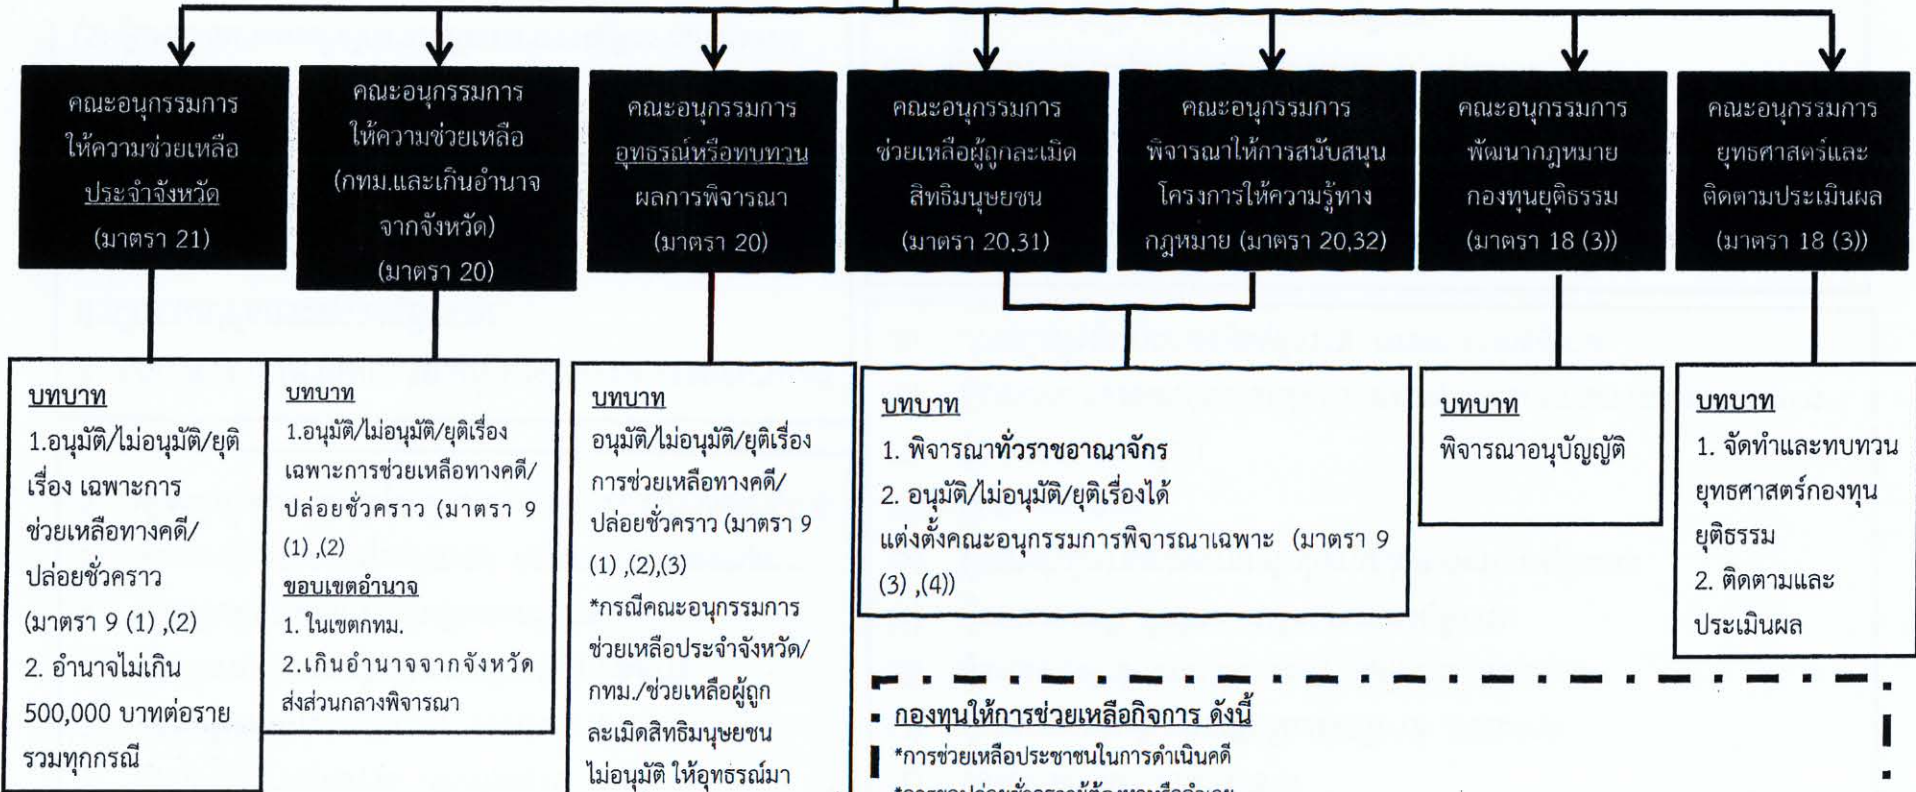 คณะอนุกรรมการ
ให้ความช่วยเหลือ
ประจำจังหวัด
(มาตรา 21)
คณะอนุกรรมการ
ให้ความช่วยเหลือ
(กทม.และเกินอำนาจ
จากจังหวัด)
(มาตรา 20)
คณะอนุกรรมการ
อุทธรณ์หรือทบทวน
ผลการพิจารณา
(มาตรา 20)
คณะอนุกรรมการ
ช่วยเหลือผู้ถูกละเมิด
สิทธิมนุษยชน
(มาตรา 20,31)
คณะอนุกรรมการ
พิจารณาให้การสนับสนุน
โครงการให้ความรู้ทาง
กฎหมาย (มาตรา 20,32)
คณะอนุกรรมการ
พัฒนากฎหมาย
กองทุนยุติธรรม
(มาตรา 18 (3))
คณะอนุกรรมการ
ยุทธศาสตร์และ
ติดตามประเมินผล
(มาตรา 18 (3))
บทบาท
1.อนุมัติ/ไม่อนุมัติ/ยุติ
เรื่อง เฉพาะการ
ช่วยเหลือทางคดี/
ปล่อยชั่วคราว
(มาตรา 9 (1) ,(2)
2. อำนาจไม่เกิน
500,000 บาทต่อราย
รวมทุกกรณี
บทบาท
1.อนุมัติ/ไม่อนุมัติ/ยุติเรื่อง
เฉพาะการช่วยเหลือทางคดี/
ปล่อยชั่วคราว (มาตรา 9
(1) ,(2)
ขอบเขตอำนาจ
1. ในเขตกทม.
2.เกินอำนาจจากจังหวัด
ส่งส่วนกลางพิจารณา
บทบาท
อนุมัติ/ไม่อนุมัติ/ยุติเรื่อง
การช่วยเหลือทางคดี/
ปล่อยชั่วคราว (มาตรา 9
(1) ,(2),(3)
*กรณีคณะอนุกรรมการ
ช่วยเหลือประจำจังหวัด/
กทม./ช่วยเหลือผู้ถูก
ละเมิดสิทธิมนุษยชน
ไม่อนุมัติ ให้อุทธรณ์มา
บทบาท
1. พิจารณาทั่วราชอาณาจักร
2. อนุมัติ/ไม่อนุมัติ/ยุติเรื่องได้
แต่งตั้งคณะอนุกรรมการพิจารณาเฉพาะ (มาตรา 9
(3) ,(4))
บทบาท
พิจารณาอนุบัญญัติ
บทบาท
1. จัดทำและทบทวน
ยุทธศาสตร์กองทุน
ยุติธรรม
2. ติดตามและ
ประเมินผล
กองทุนให้การช่วยเหลือกิจการ ดังนี้
*การช่วยเหลือประชาชนในการดำเนินคดี